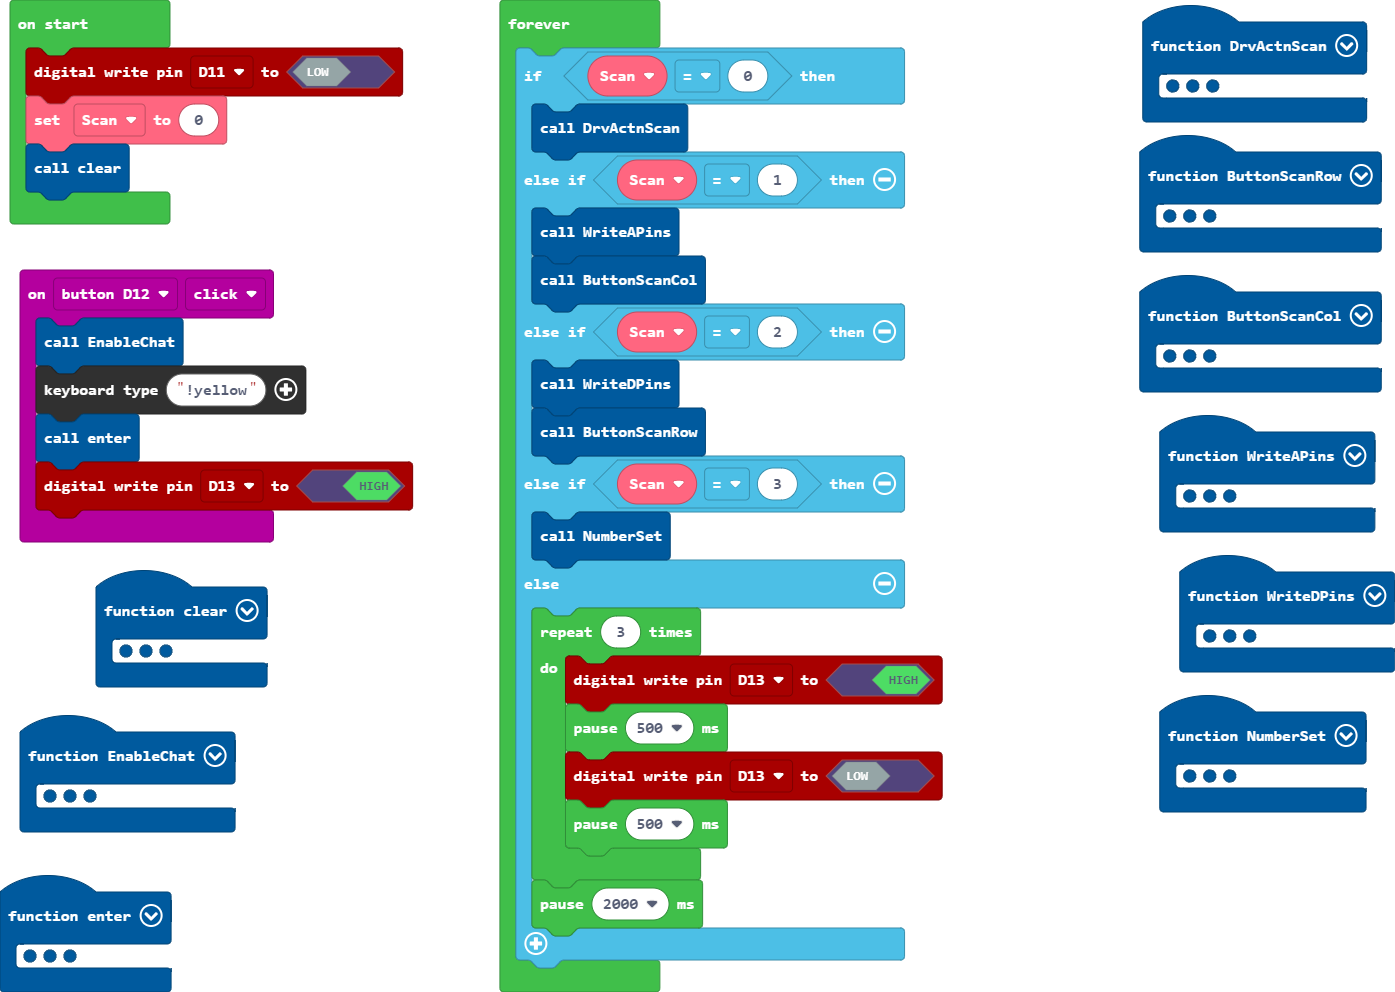 on start
digital write pin D11 to LOW
set Scan to 0
call clear
on button D12 click
call EnableChat
keyboard type "!yellow"
call enter
digital write pin D13 to HIGH
function clear
function EnableChat
function enter
forever
if Scan = 0 then
call DrvActnScan
else if Scan = 1 then
call WriteAPins
call ButtonScanCol
else if Scan = 2 then
call WriteDPins
call ButtonScanRow
else if Scan = 3 then
call NumberSet
else
repeat 3 times
do
digital write pin D13 to HIGH
pause 500 ms
digital write pin D13 to LOW
pause 500 ms
pause 2000 ms
function DrvActnScan
function ButtonScanRow
function ButtonScanCol
function WriteAPins
function WriteDPins
function NumberSet